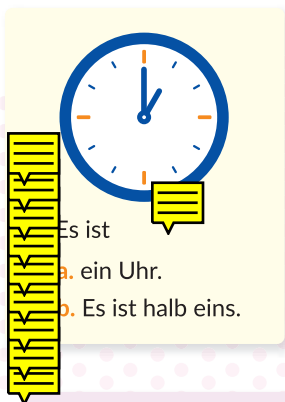 Es ist
a. ein Uhr.
b. Es ist halb eins.